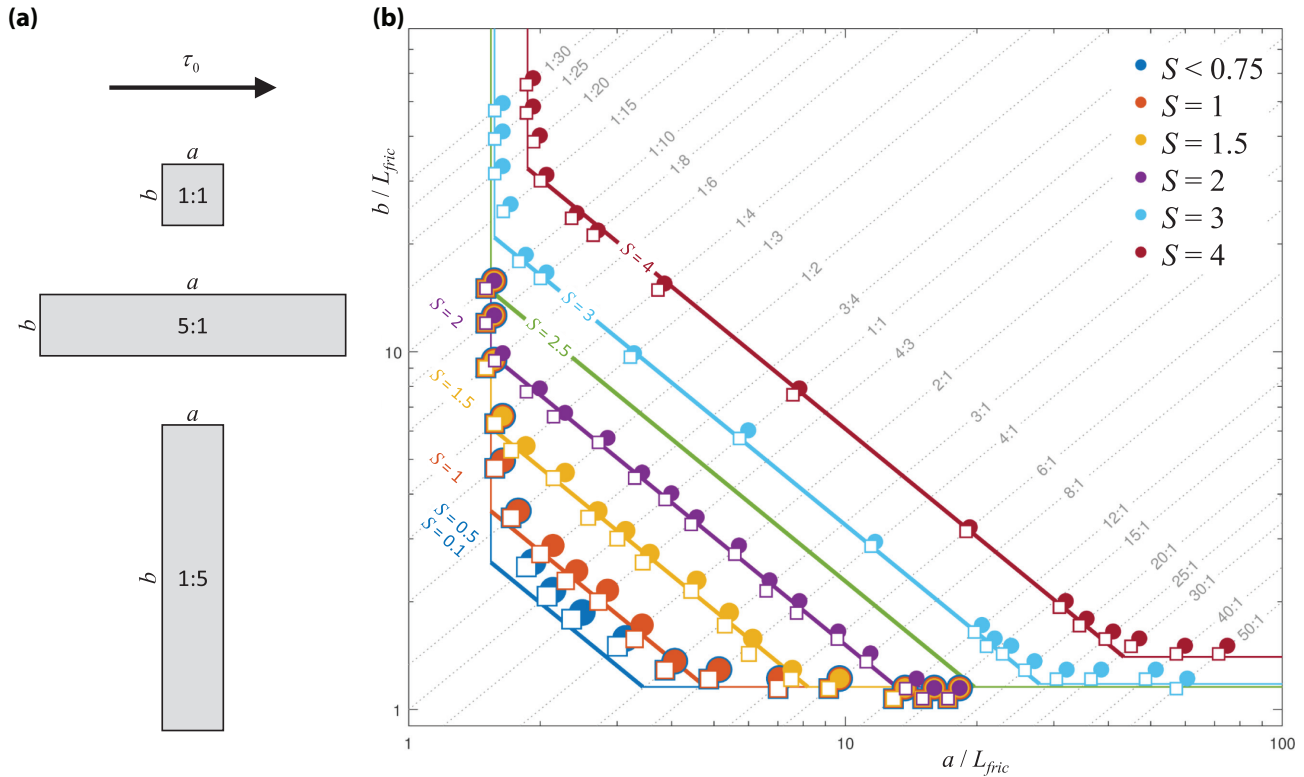 (a)
τ0
a
b
1:1
a
b
5:1
a
b
1:5
(b)
b / Lfric
10
1
1
10
100
a / Lfric
S < 0.75
S = 1
S = 1.5
S = 2
S = 3
S = 4
1:30
1:25
1:20
1:15
1:10
1:8
1:6
1:4
1:3
1:2
3:4
1:1
4:3
2:1
3:1
4:1
6:1
8:1
12:1
15:1
20:1
25:1
30:1
40:1
50:1
S = 4
S = 3
S = 2.5
S = 2
S = 1.5
S = 1
S = 0.5
S = 0.1